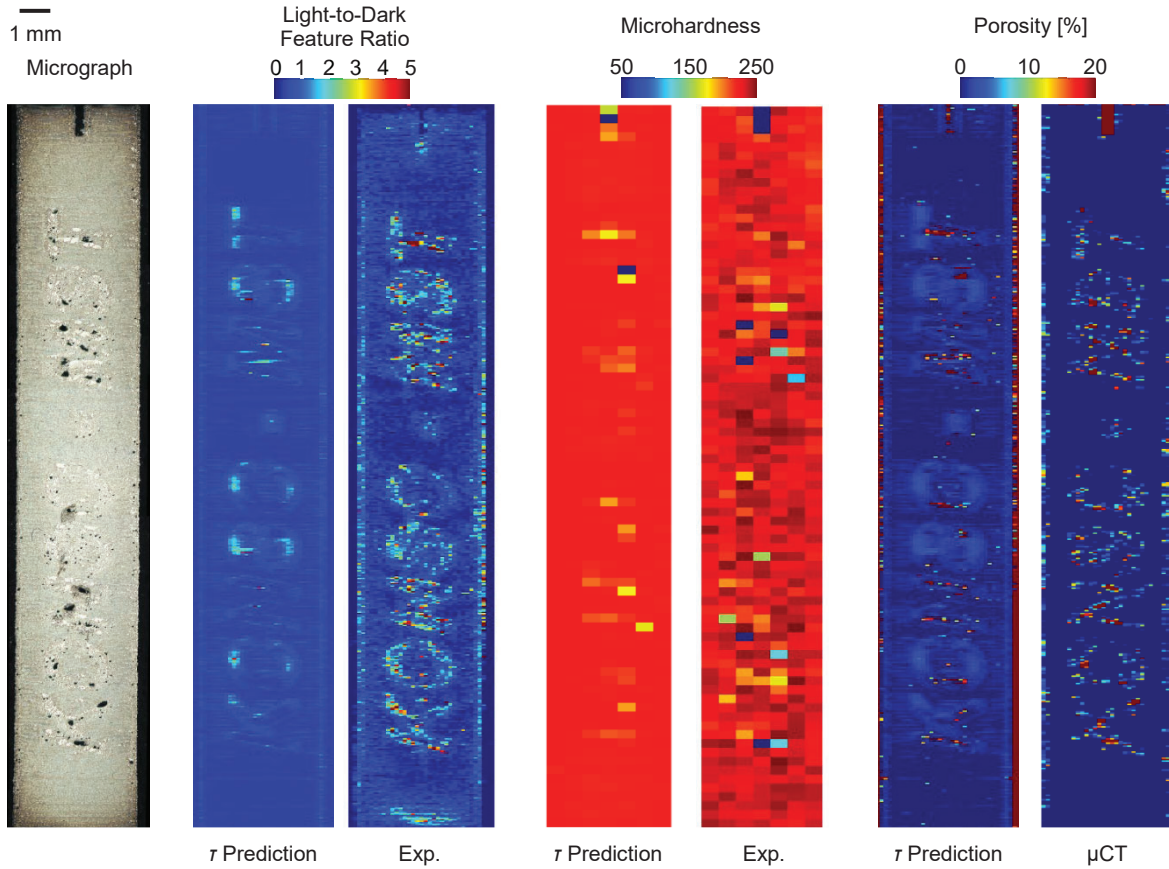 1 mm
Micrograph
Light-to-Dark
Feature Ratio
0 1 2 3 4 5
Microhardness
50 150 250
Porosity [%]
0 10 20
τ Prediction
Exp.
τ Prediction
Exp.
τ Prediction
µCT